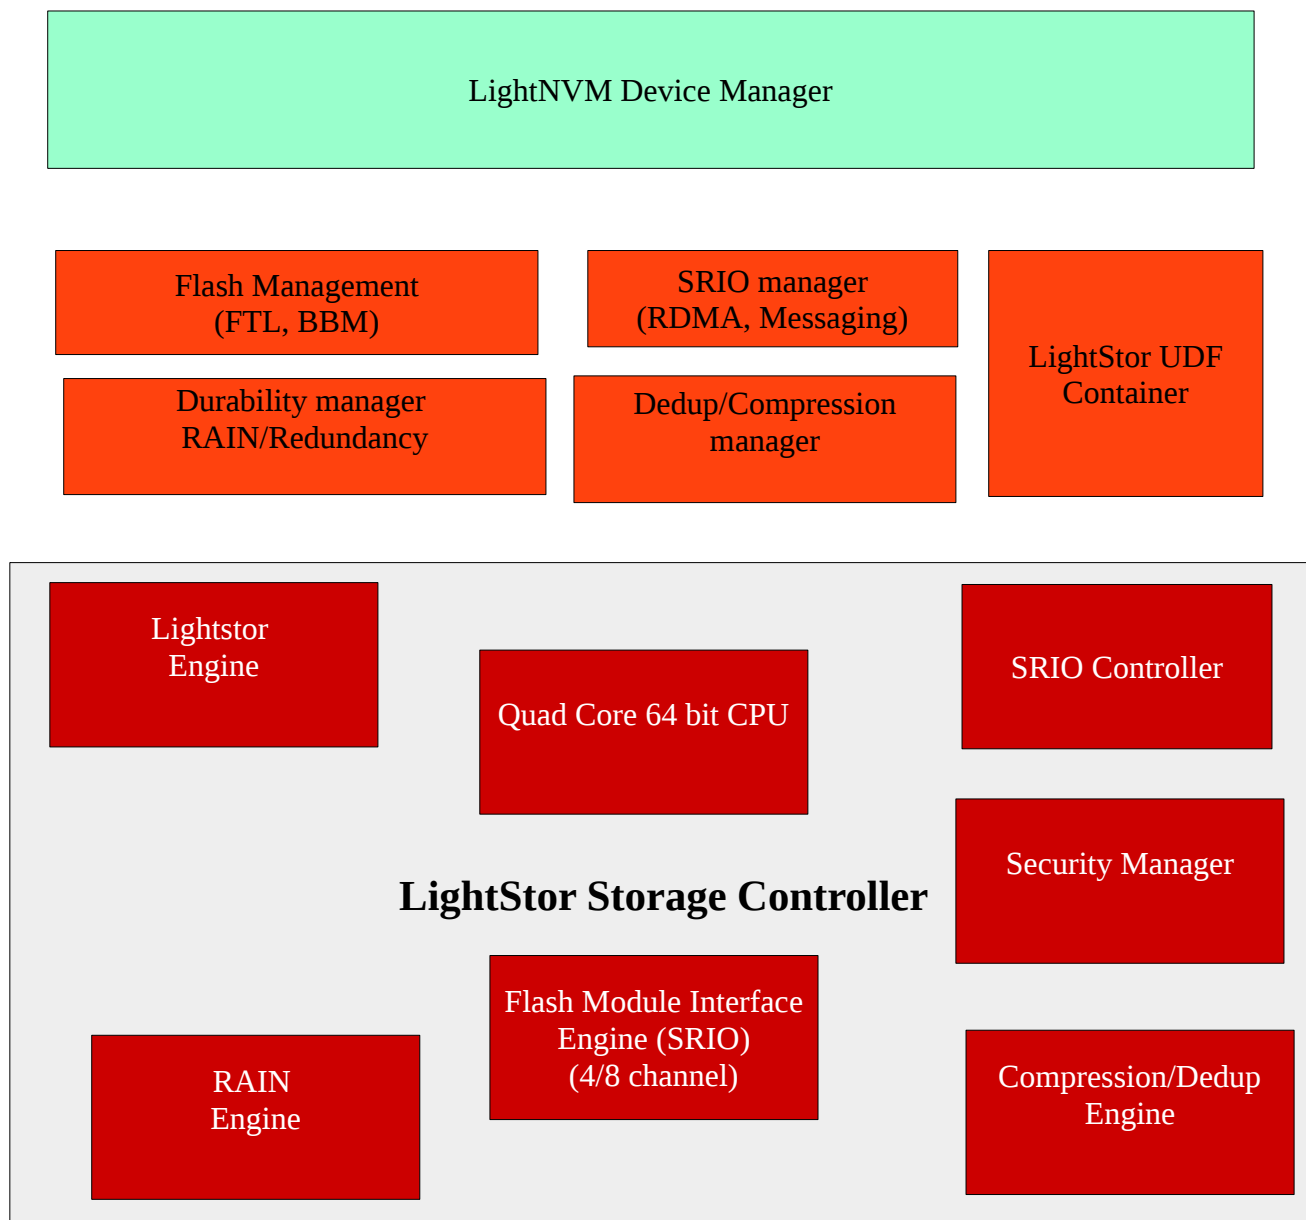 LightNVM Device Manager
Flash Management
(FTL, BBM)
SRIO manager
(RDMA, Messaging)
LightStor UDF
Container
Durability manager
RAIN/Redundancy
Dedup/Compression
manager
Lightstor
Engine
Quad Core 64 bit CPU
SRIO Controller
Security Manager
LightStor Storage Controller
Flash Module Interface
Engine (SRIO)
(4/8 channel)
RAIN
Engine
Compression/Dedup
Engine